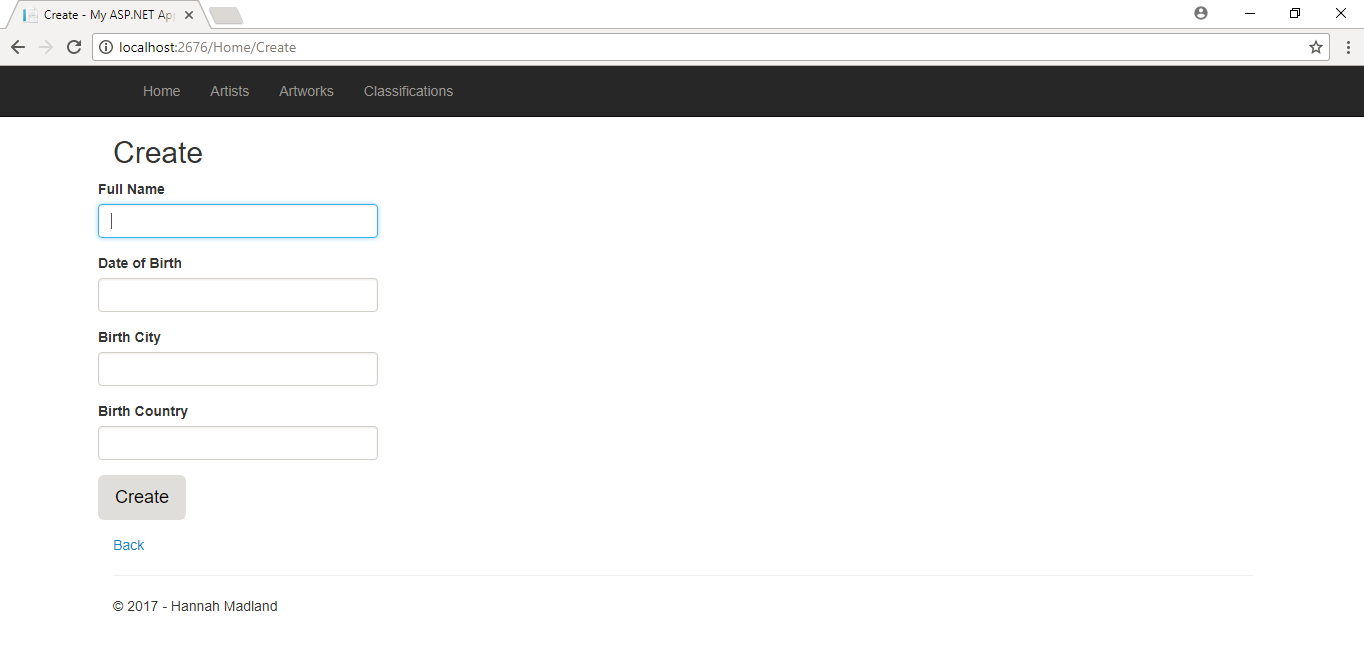 Create - My ASP.NET Ap
localhost:2676/Home/Create
Home Artists Artworks Classifications
Create
Full Name
Date of Birth
Birth City
Birth Country
Create
Back
© 2017 - Hannah Madland